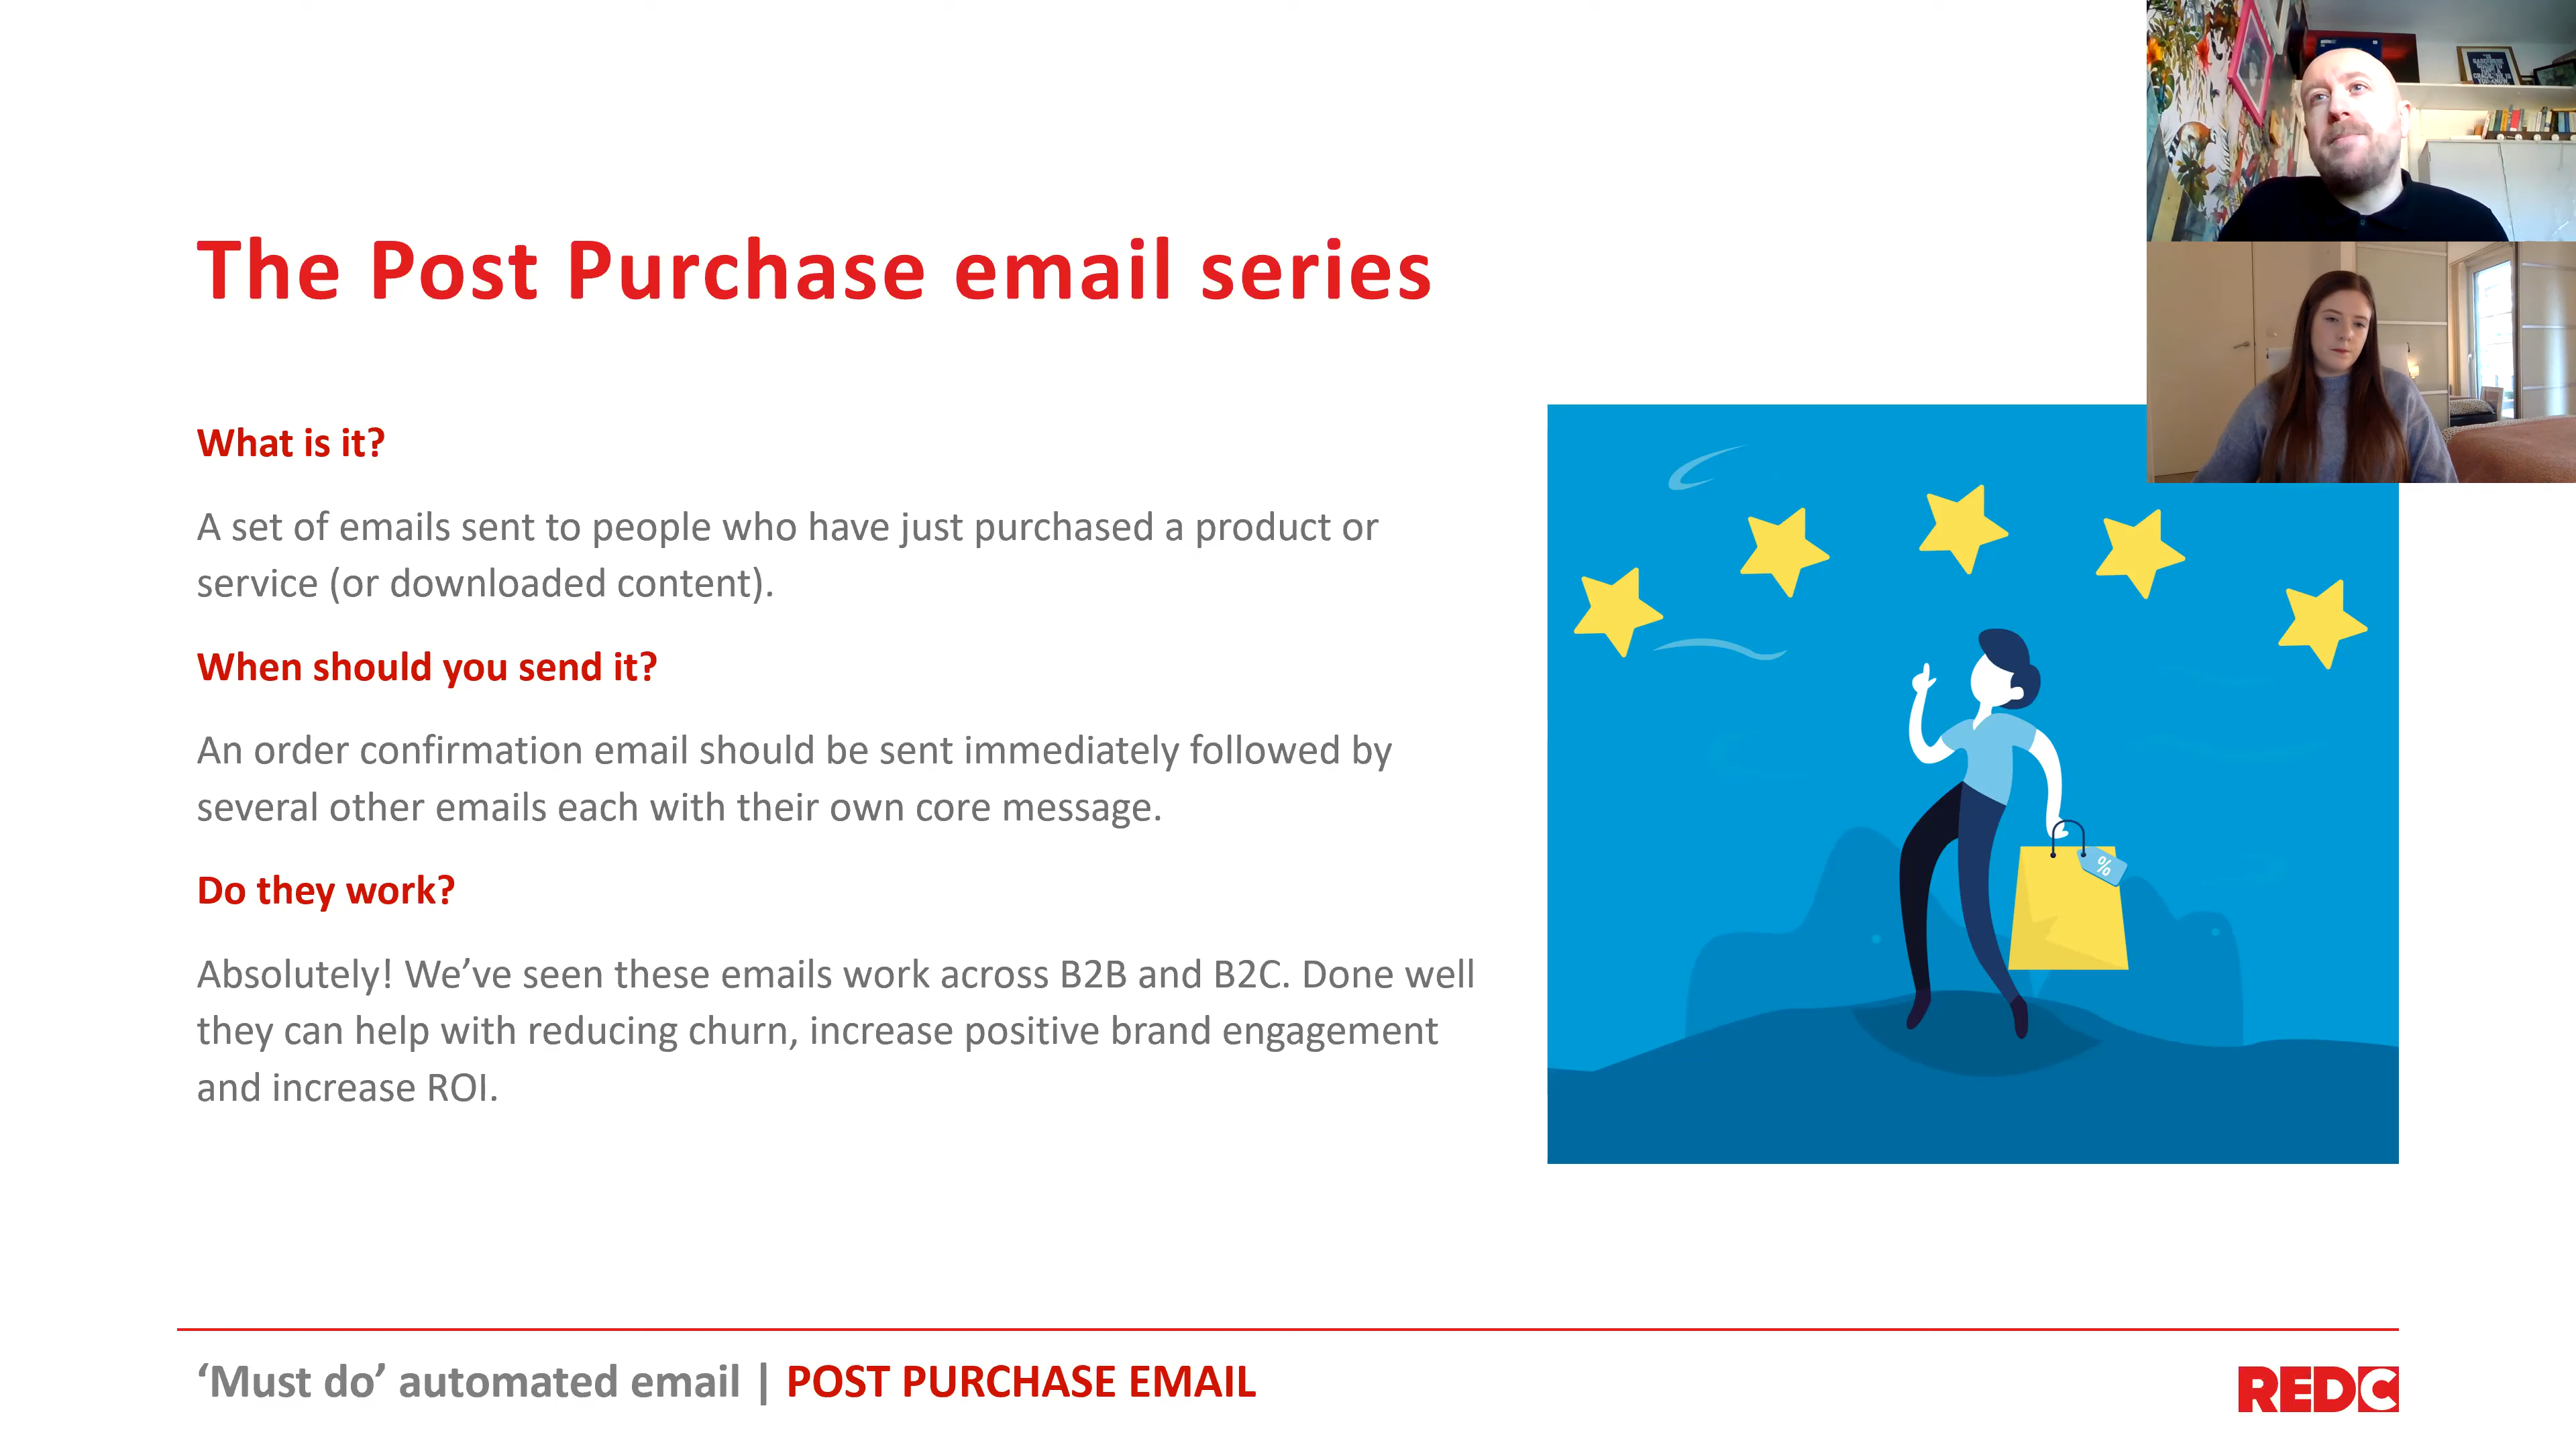 The Post Purchase email series
What is it?
A set of emails sent to people who have just purchased a product or
service (or downloaded content).
When should you send it?
An order confirmation email should be sent immediately followed by
several other emails each with their own core message.
Do they work?
Absolutely! We’ve seen these emails work across B2B and B2C. Done well
they can help with reducing churn, increase positive brand engagement
and increase ROI.
%
‘Must do’ automated email | POST PURCHASE EMAIL
REDC